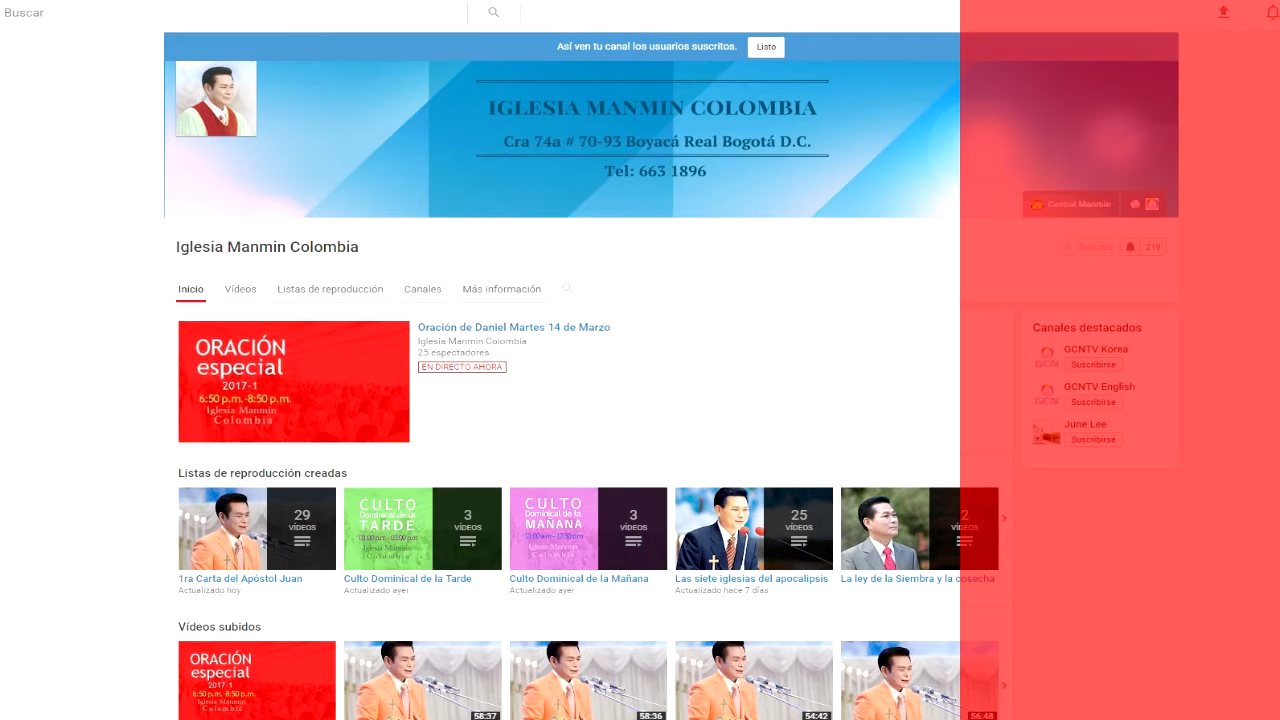 Buscar
Así ven tu canal los usuarios suscritos. Listo
IGLESIA MANMIN COLOMBIA
Cra 74a # 70-93 Boyacá Real Bogotá D.C.
Tel: 663 1896
Central Manmin
Iglesia Manmin Colombia
Suscrito 219
Inicio Vídeos Listas de reproducción Canales Más información
ORACIÓN
especial
2017-1
6:50 p.m.-8:50 p.m.
Iglesia Manmin
Colombia
Oración de Daniel Martes 14 de Marzo
Iglesia Manmin Colombia
25 espectadores
EN DIRECTO AHORA
Canales destacados
GCNTV Korea
Suscribirse
GCNTV English
Suscribirse
June Lee
Suscribirse
Listas de reproducción creadas
29
VÍDEOS
CULTO
Dominical de la
TARDE
Iglesia Manmin
Colombia
3
VÍDEOS
CULTO
Dominical de la
MAÑANA
Iglesia Manmin
Colombia
3
VÍDEOS
25
VÍDEOS
2
VÍDEOS
1ra Carta del Apóstol Juan
Actualizado hoy
Culto Dominical de la Tarde
Actualizado ayer
Culto Dominical de la Mañana
Actualizado ayer
Las siete iglesias del apocalipsis
Actualizado hace 7 días
La ley de la Siembra y la cosecha
Vídeos subidos
ORACIÓN
especial
2017-1
6:50 p.m.-8:50 p.m.
Iglesia Manmin
Colombia
58:37
58:36
54:42
56:48